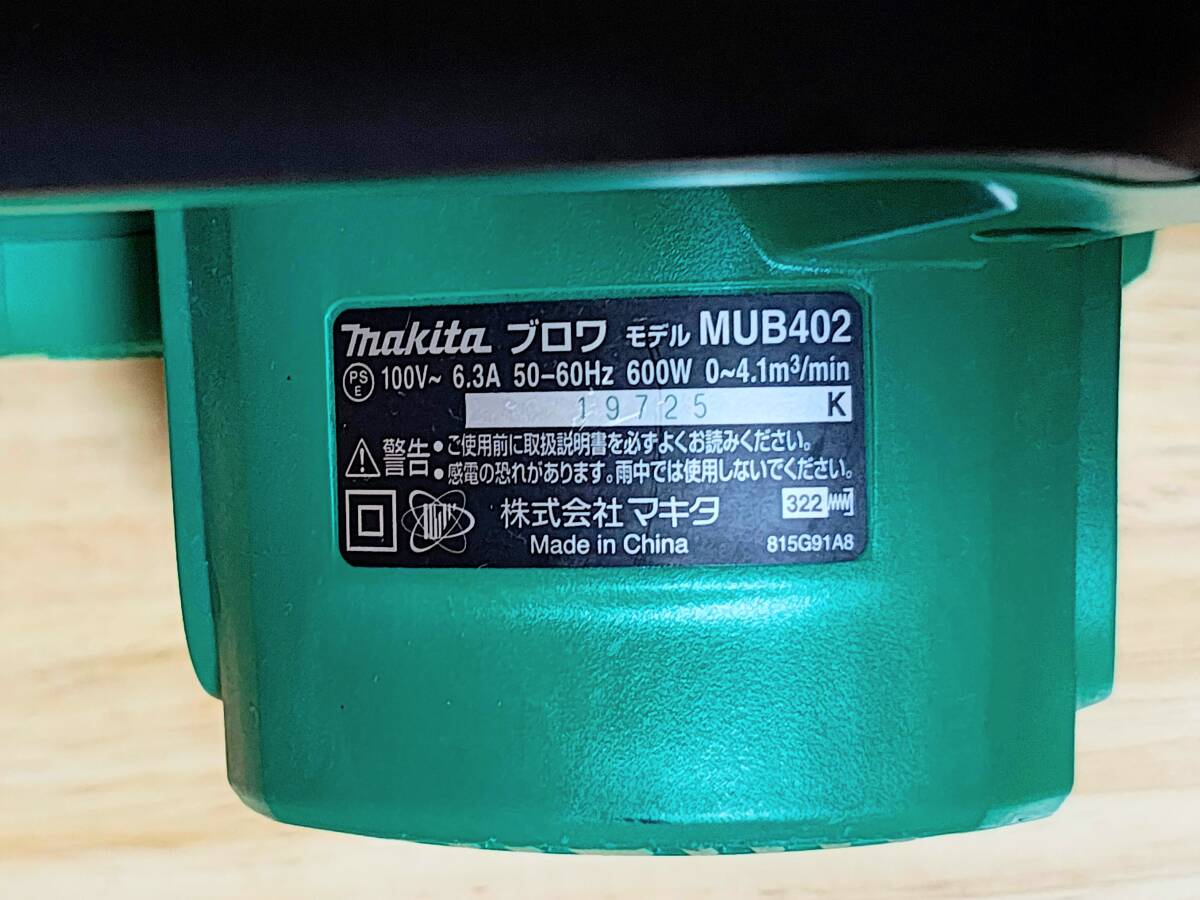 makita ブロワ モデル MUB402
PS E 100V~ 6.3A 50-60Hz 600W 0~4.1m³/min
19725 K
警告 • ご使用前に取扱説明書を必ずよくお読みください。
• 感電の恐れがあります。雨中では使用しないでください。
株式会社 マキタ 322
Made in China 815G91A8